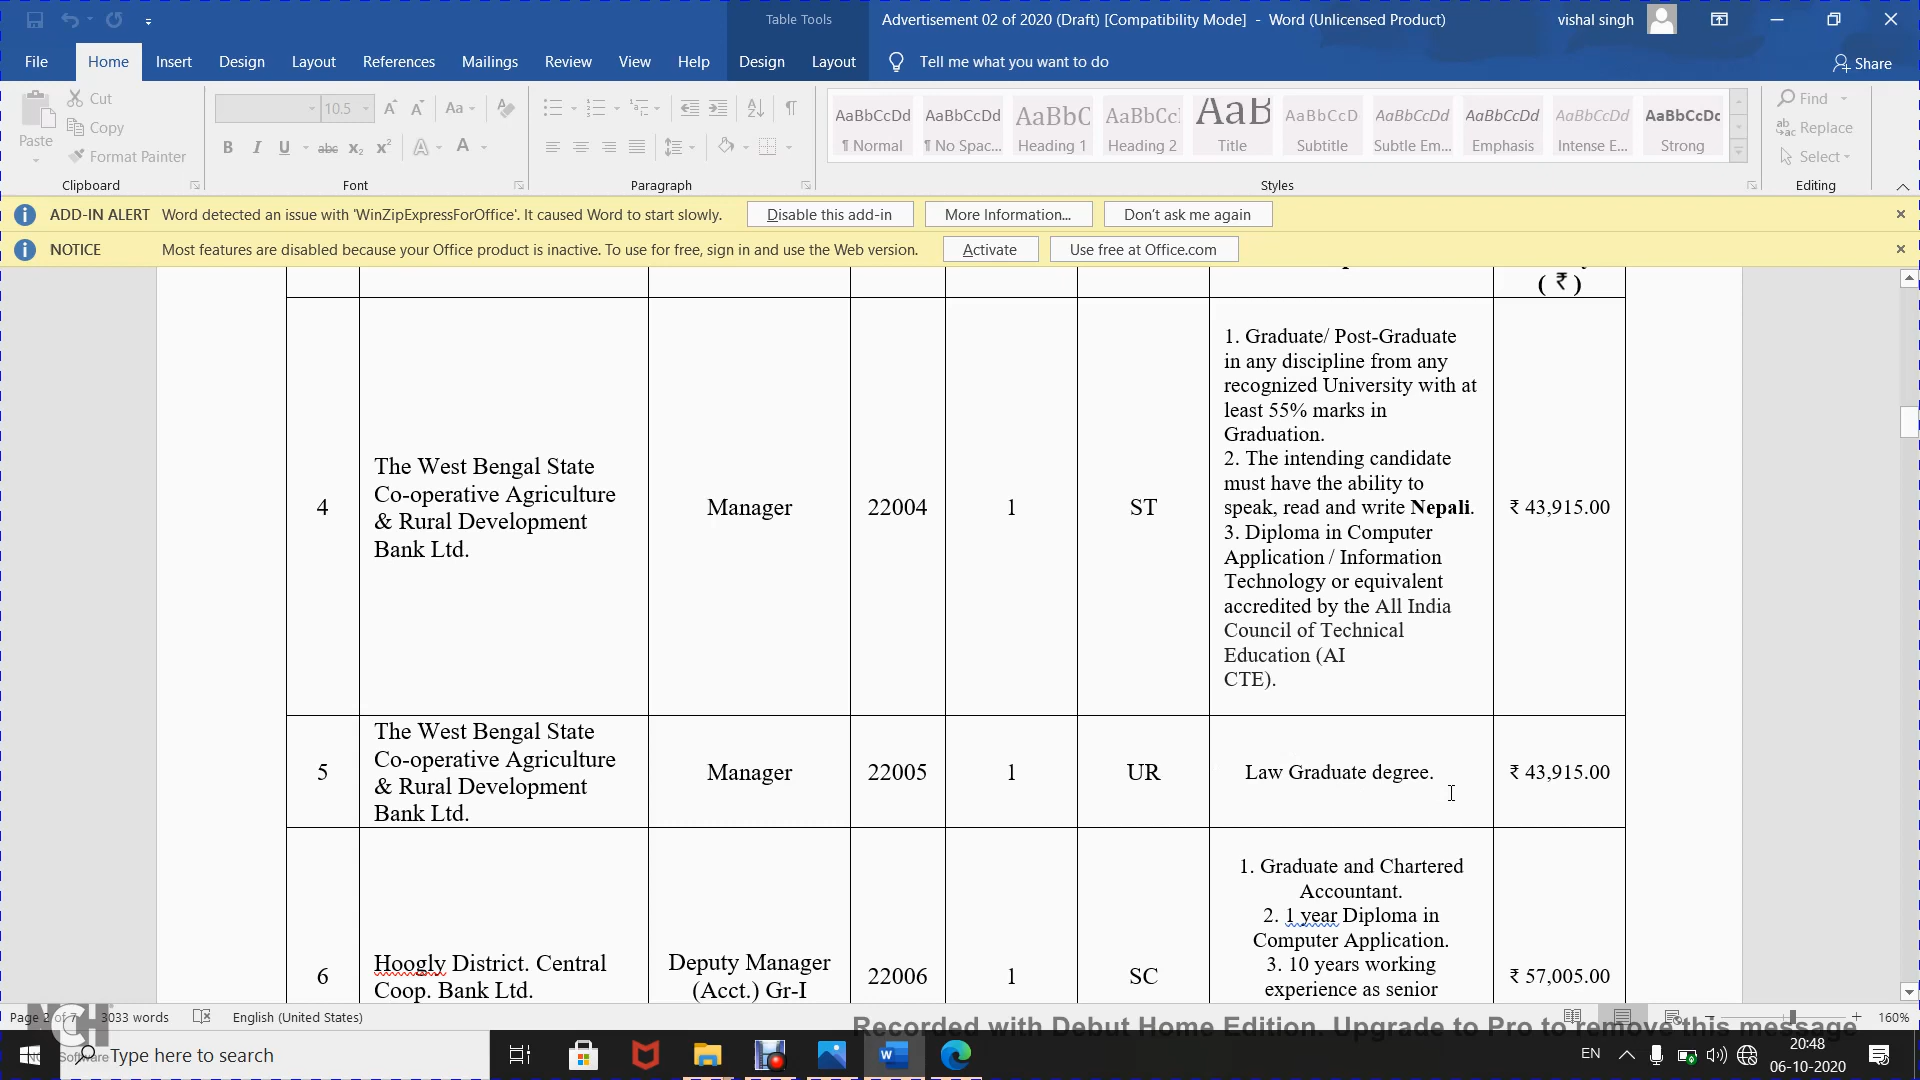 Table Tools
Advertisement 02 of 2020 (Draft) [Compatibility Mode] - Word (Unlicensed Product)
vishal singh
File
Home
Insert
Design
Layout
References
Mailings
Review
View
Help
Design
Layout
Tell me what you want to do
Share
Paste
Cut
Copy
Format Painter
Clipboard
10.5
Aa
B I U abc x₂ x²
Font
Paragraph
AaBbCcDd
¶ Normal
AaBbCcDd
¶ No Spac...
AaBbC
Heading 1
AaBbCc
Heading 2
AaB
Title
AaBbCcD
Subtitle
AaBbCcDd
Subtle Em...
AaBbCcDd
Emphasis
AaBbCcDd
Intense E...
AaBbCcDc
Strong
Styles
Find
Replace
Select
Editing
ADD-IN ALERT Word detected an issue with 'WinZipExpressForOffice'. It caused Word to start slowly. Disable this add-in More Information... Don't ask me again
NOTICE Most features are disabled because your Office product is inactive. To use for free, sign in and use the Web version. Activate Use free at Office.com
( ₹ )
4
The West Bengal State
Co-operative Agriculture
& Rural Development
Bank Ltd.
Manager
22004
1
ST
1. Graduate/ Post-Graduate
in any discipline from any
recognized University with at
least 55% marks in
Graduation.
2. The intending candidate
must have the ability to
speak, read and write Nepali.
3. Diploma in Computer
Application / Information
Technology or equivalent
accredited by the All India
Council of Technical
Education (AI
CTE).
₹ 43,915.00
5
The West Bengal State
Co-operative Agriculture
& Rural Development
Bank Ltd.
Manager
22005
1
UR
Law Graduate degree.
₹ 43,915.00
6
Hoogly District. Central
Coop. Bank Ltd.
Deputy Manager
(Acct.) Gr-I
22006
1
SC
1. Graduate and Chartered
Accountant.
2. 1 year Diploma in
Computer Application.
3. 10 years working
experience as senior
₹ 57,005.00
Page 2 of 7
3033 words
English (United States)
160%
NCH
Software
Recorded with Debut Home Edition. Upgrade to Pro to remove this message
Type here to search
EN
20:48
06-10-2020